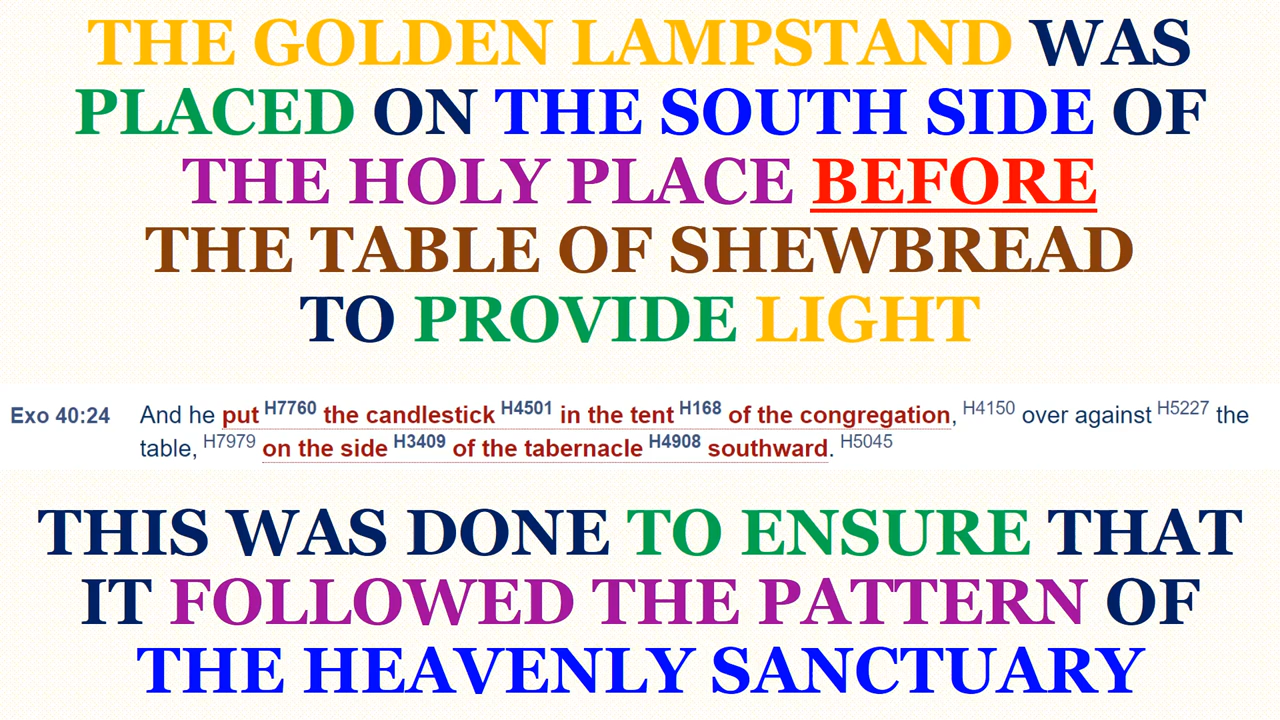 THE GOLDEN LAMPSTAND WAS
PLACED ON THE SOUTH SIDE OF
THE HOLY PLACE BEFORE
THE TABLE OF SHEWBREAD
TO PROVIDE LIGHT
Exo 40:24 And he put H7760 the candlestick H4501 in the tent H168 of the congregation, H4150 over against H5227 the
table, H7979 on the side H3409 of the tabernacle H4908 southward. H5045
THIS WAS DONE TO ENSURE THAT
IT FOLLOWED THE PATTERN OF
THE HEAVENLY SANCTUARY